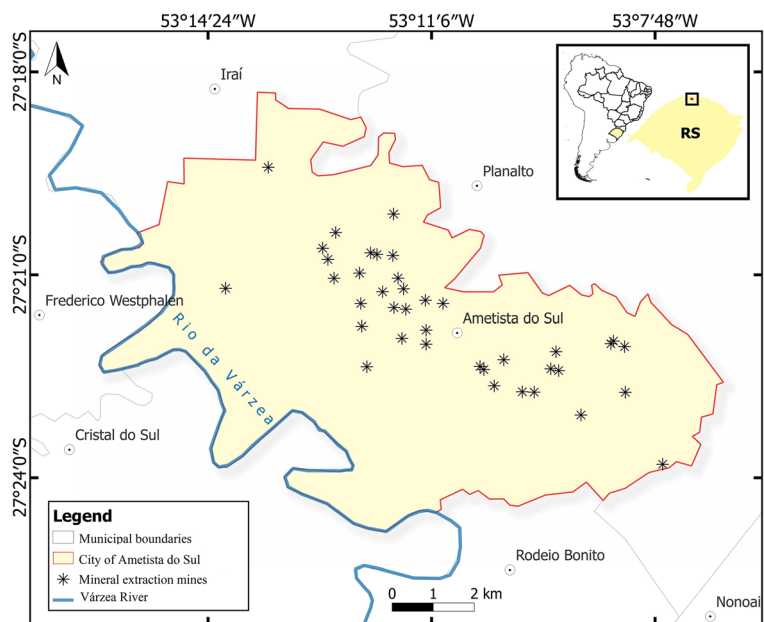 53°14′24″W 53°11′6″W 53°7′48″W
27°18′0″S
N
Iraí
RS
Planalto
27°21′0″S
Frederico Westphalen
Rio da Várzea
Ametista do Sul
Cristal do Sul
27°24′0″S
Legend
Municipal boundaries
City of Ametista do Sul
Mineral extraction mines
Várzea River
0 1 2 km
Rodeio Bonito
Nonoai